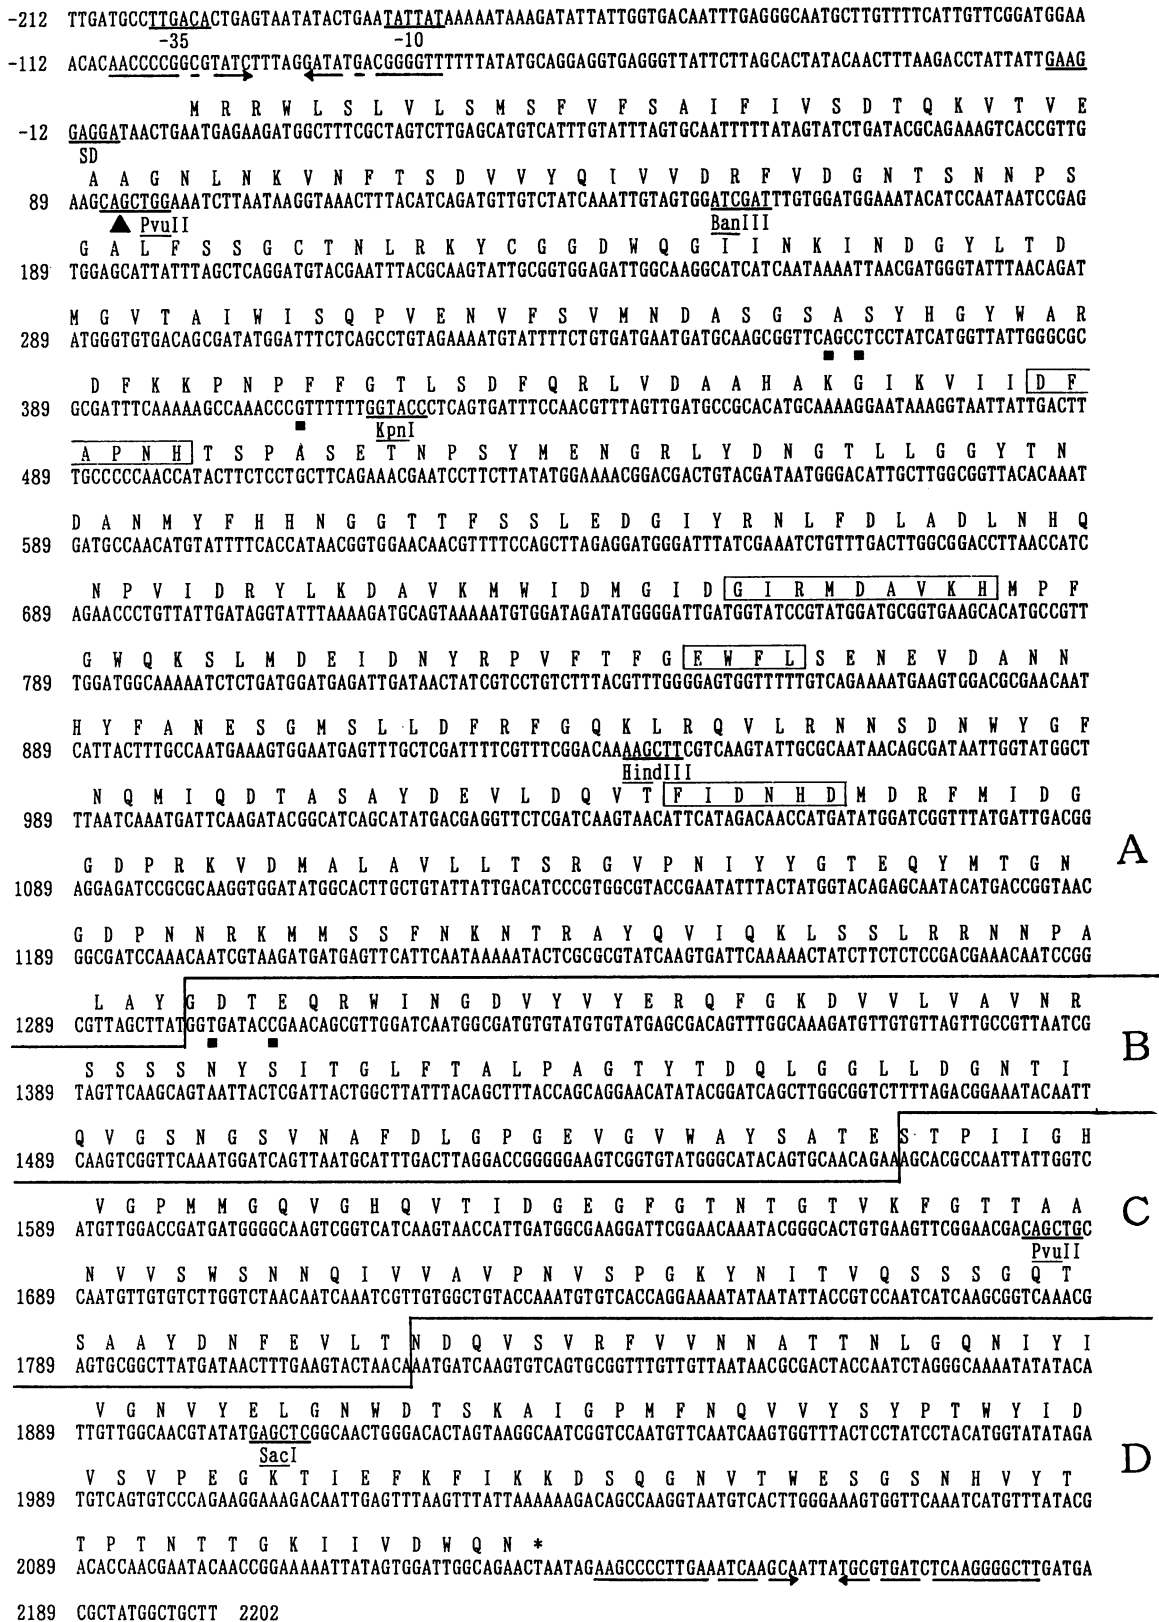 -212 TTGATGCCTTGACACTGAGTAATATACTGAATATTATAAAAATAAAGATATTATTGGTGACAATTTGAGGGCAATGCTTGTTTTCATTGTTCGGATGGAA
-35 -10
-112 ACACAACCCCGGCGTATCTTTAGGATATGACGGGGTTTTTTATATGCAGGAGGTGAGGGTTATTCTTAGCACTATACAACTTTAAGACCTATTATTGAAG
M R R W L S L V L S M S F V F S A I F I V S D T Q K V T V E
-12 GAGGATAACTGAATGAGAAGATGGCTTTCGCTAGTCTTGAGCATGTCATTTGTATTTAGTGCAATTTTTATAGTATCTGATACGCAGAAAGTCACCGTTG
SD
A A G N L N K V N F T S D V V Y Q I V V D R F V D G N T S N N P S
89 AAGCAGCTGGAAATCTTAATAAGGTAAACTTTACATCAGATGTTGTCTATCAAATTGTAGTGGATCGATTTGTGGATGGAAATACATCCAATAATCCGAG
PvuII BanIII
G A L F S S G C T N L R K Y C G G D W Q G I I N K I N D G Y L T D
189 TGGAGCATTATTTAGCTCAGGATGTACGAATTTACGCAAGTATTGCGGTGGAGATTGGCAAGGCATCATCAATAAAATTAACGATGGGTATTTAACAGAT
M G V T A I W I S Q P V E N V F S V M N D A S G S A S Y H G Y W A R
289 ATGGGTGTGACAGCGATATGGATTTCTCAGCCTGTAGAAAATGTATTTTCTGTGATGAATGATGCAAGCGGTTCAGCCTCCTATCATGGTTATTGGGCGC
D F K K P N P F F G T L S D F Q R L V D A A H A K G I K V I I D F
389 GCGATTTCAAAAAGCCAAACCCGTTTTTTGGTACCCTCAGTGATTTCCAACGTTTAGTTGATGCCGCACATGCAAAAGGAATAAAGGTAATTATTGACTT
KpnI
A P N H T S P A S E T N P S Y M E N G R L Y D N G T L L G G Y T N
489 TGCCCCCAACCATACTTCTCCTGCTTCAGAAACGAATCCTTCTTATATGGAAAACGGACGACTGTACGATAATGGGACATTGCTTGGCGGTTACACAAAT
D A N M Y F H H N G G T T F S S L E D G I Y R N L F D L A D L N H Q
589 GATGCCAACATGTATTTTCACCATAACGGTGGAACAACGTTTTCCAGCTTAGAGGATGGGATTTATCGAAATCTGTTTGACTTGGCGGACCTTAACCATC
N P V I D R Y L K D A V K M W I D M G I D G I R M D A V K H M P F
689 AGAACCCTGTTATTGATAGGTATTTAAAAGATGCAGTAAAAATGTGGATAGATATGGGGATTGATGGTATCCGTATGGATGCGGTGAAGCACATGCCGTT
G W Q K S L M D E I D N Y R P V F T F G E W F L S E N E V D A N N
789 TGGATGGCAAAAATCTCTGATGGATGAGATTGATAACTATCGTCCTGTCTTTACGTTTGGGGAGTGGTTTTTGTCAGAAAATGAAGTGGACGCGAACAAT
H Y F A N E S G M S L L D F R F G Q K L R Q V L R N N S D N W Y G F
889 CATTACTTTGCCAATGAAAGTGGAATGAGTTTGCTCGATTTTCGTTTCGGACAAAAGCTTCGTCAAGTATTGCGCAATAACAGCGATAATTGGTATGGCT
HindIII
N Q M I Q D T A S A Y D E V L D Q V T F I D N H D M D R F M I D G
989 TTAATCAAATGATTCAAGATACGGCATCAGCATATGACGAGGTTCTCGATCAAGTAACATTCATAGACAACCATGATATGGATCGGTTTATGATTGACGG
G D P R K V D M A L A V L L T S R G V P N I Y Y G T E Q Y M T G N A
1089 AGGAGATCCGCGCAAGGTGGATATGGCACTTGCTGTATTATTGACATCCCGTGGCGTACCGAATATTTACTATGGTACAGAGCAATACATGACCGGTAAC
G D P N N R K M M S S F N K N T R A Y Q V I Q K L S S L R R N N P A
1189 GGCGATCCAAACAATCGTAAGATGATGAGTTCATTCAATAAAAATACTCGCGCGTATCAAGTGATTCAAAAACTATCTTCTCTCCGACGAAACAATCCGG
L A Y G D T E Q R W I N G D V Y V Y E R Q F G K D V V L V A V N R
1289 CGTTAGCTTATGGTGATACCGAACAGCGTTGGATCAATGGCGATGTGTATGTGTATGAGCGACAGTTTGGCAAAGATGTTGTGTTAGTTGCCGTTAATCG
B
S S S S N Y S I T G L F T A L P A G T Y T D Q L G G L L D G N T I
1389 TAGTTCAAGCAGTAATTACTCGATTACTGGCTTATTTACAGCTTTACCAGCAGGAACATATACGGATCAGCTTGGCGGTCTTTTAGACGGAAATACAATT
Q V G S N G S V N A F D L G P G E V G V W A Y S A T E S T P I I G H
1489 CAAGTCGGTTCAAATGGATCAGTTAATGCATTTGACTTAGGACCGGGGGAAGTCGGTGTATGGGCATACAGTGCAACAGAAAGCACGCCAATTATTGGTC
V G P M M G Q V G H Q V T I D G E G F G T N T G T V K F G T T A A C
1589 ATGTTGGACCGATGATGGGGCAAGTCGGTCATCAAGTAACCATTGATGGCGAAGGATTCGGAACAAATACGGGCACTGTGAAGTTCGGAACGACAGCTGC
PvuII
N V V S W S N N Q I V V A V P N V S P G K Y N I T V Q S S S G Q T
1689 CAATGTTGTGTCTTGGTCTAACAATCAAATCGTTGTGGCTGTACCAAATGTGTCACCAGGAAAATATAATATTACCGTCCAATCATCAAGCGGTCAAACG
S A A Y D N F E V L T N D Q V S V R F V V N N A T T N L G Q N I Y I
1789 AGTGCGGCTTATGATAACTTTGAAGTACTAACAAATGATCAAGTGTCAGTGCGGTTTGTTGTTAATAACGCGACTACCAATCTAGGGCAAAATATATACA
V G N V Y E L G N W D T S K A I G P M F N Q V V Y S Y P T W Y I D
1889 TTGTTGGCAACGTATATGAGCTCGGCAACTGGGACACTAGTAAGGCAATCGGTCCAATGTTCAATCAAGTGGTTTACTCCTATCCTACATGGTATATAGA
SacI D
V S V P E G K T I E F K F I K K D S Q G N V T W E S G S N H V Y T
1989 TGTCAGTGTCCCAGAAGGAAAGACAATTGAGTTTAAGTTTATTAAAAAAGACAGCCAAGGTAATGTCACTTGGGAAAGTGGTTCAAATCATGTTTATACG
T P T N T T G K I I V D W Q N *
2089 ACACCAACGAATACAACCGGAAAAATTATAGTGGATTGGCAGAACTAATAGAAGCCCCTTGAAATCAAGCAATTATGCGTGATCTCAAGGGGCTTGATGA
2189 CGCTATGGCTGCTT 2202